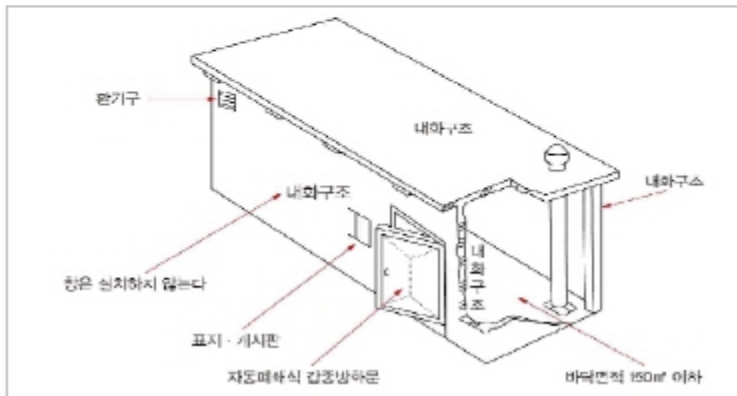 환기구
내화구조
내화구조
내화구조
내화구조
창은 설치하지 않는다
표지 · 게시판
자동폐쇄식 갑종방화문
바닥면적 150㎡ 이하